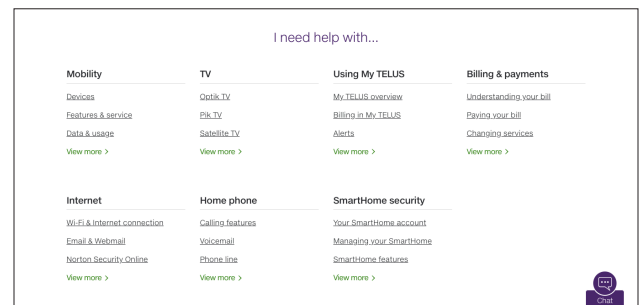 I need help with...
Mobility
Devices
Features & service
Data & usage
View more >
TV
Optik TV
Pik TV
Satellite TV
View more >
Using My TELUS
My TELUS overview
Billing in My TELUS
Alerts
View more >
Billing & payments
Understanding your bill
Paying your bill
Changing services
View more >
Internet
Wi-Fi & Internet connection
Email & Webmail
Norton Security Online
View more >
Home phone
Calling features
Voicemail
Phone line
View more >
SmartHome security
Your SmartHome account
Managing your SmartHome
SmartHome features
View more >
Chat